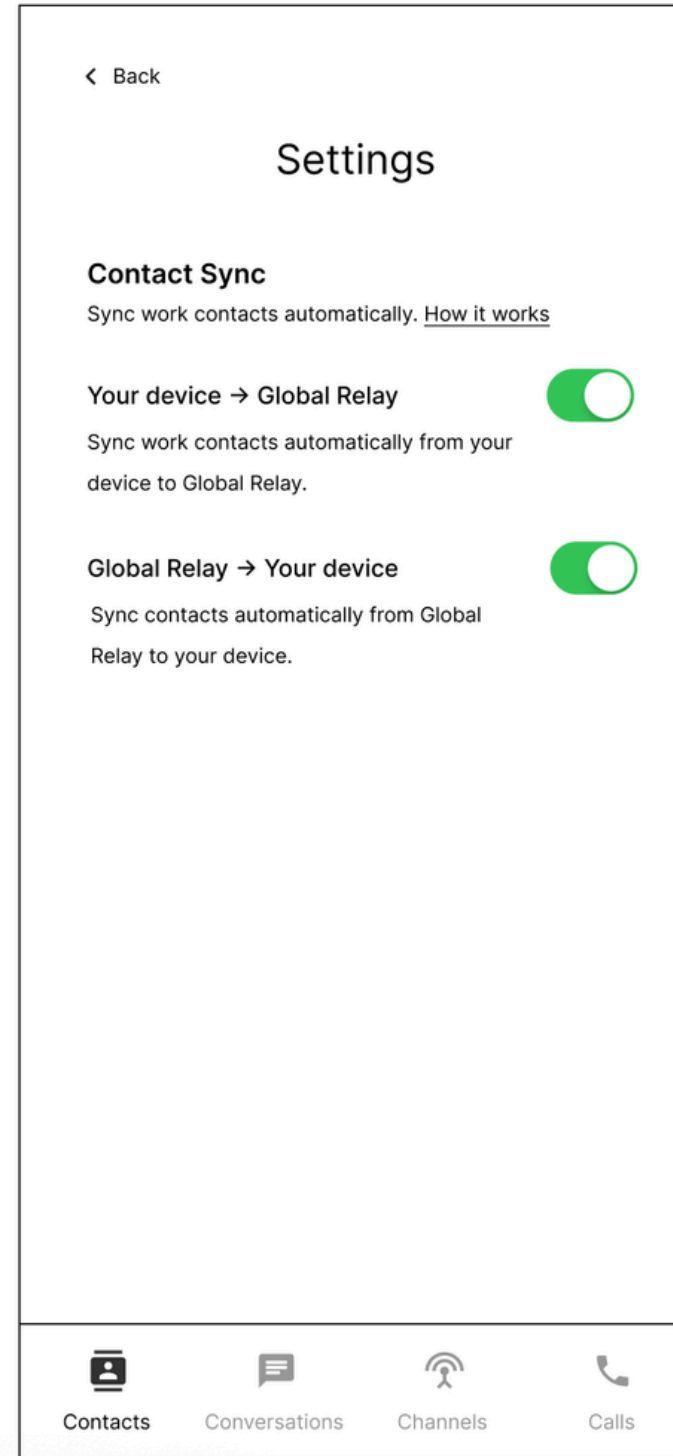 Back
Settings
Contact Sync
Sync work contacts automatically. How it works
Your device → Global Relay
Sync work contacts automatically from your
device to Global Relay.
Global Relay → Your device
Sync contacts automatically from Global
Relay to your device.
Contacts
Conversations
Channels
Calls